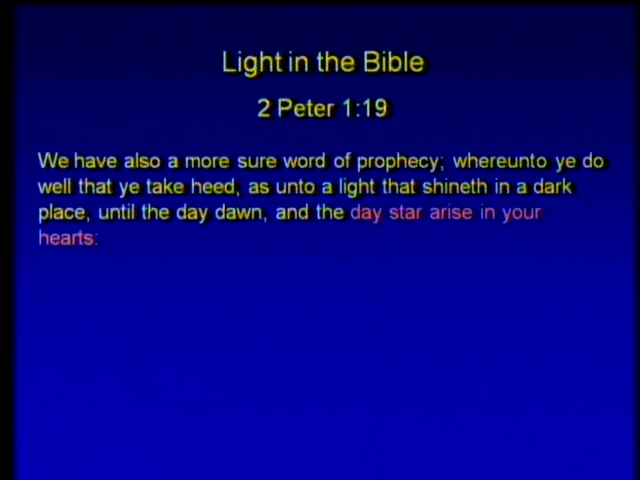 Light in the Bible
2 Peter 1:19
We have also a more sure word of prophecy; whereunto ye do
well that ye take heed, as unto a light that shineth in a dark
place, until the day dawn, and the day star arise in your
hearts: